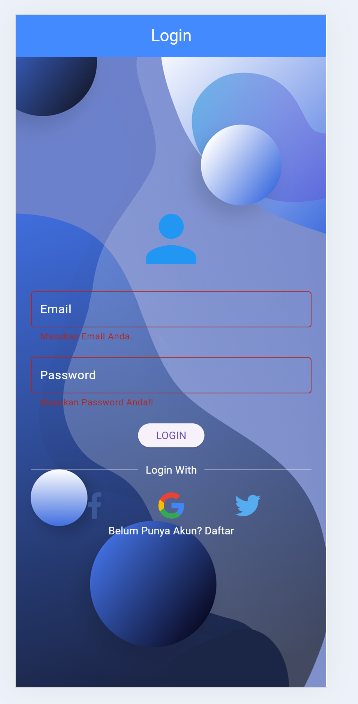 Login
Email
Masukan Email Anda
Password
Masukan Password Anda!!
LOGIN
Login With
Belum Punya Akun? Daftar